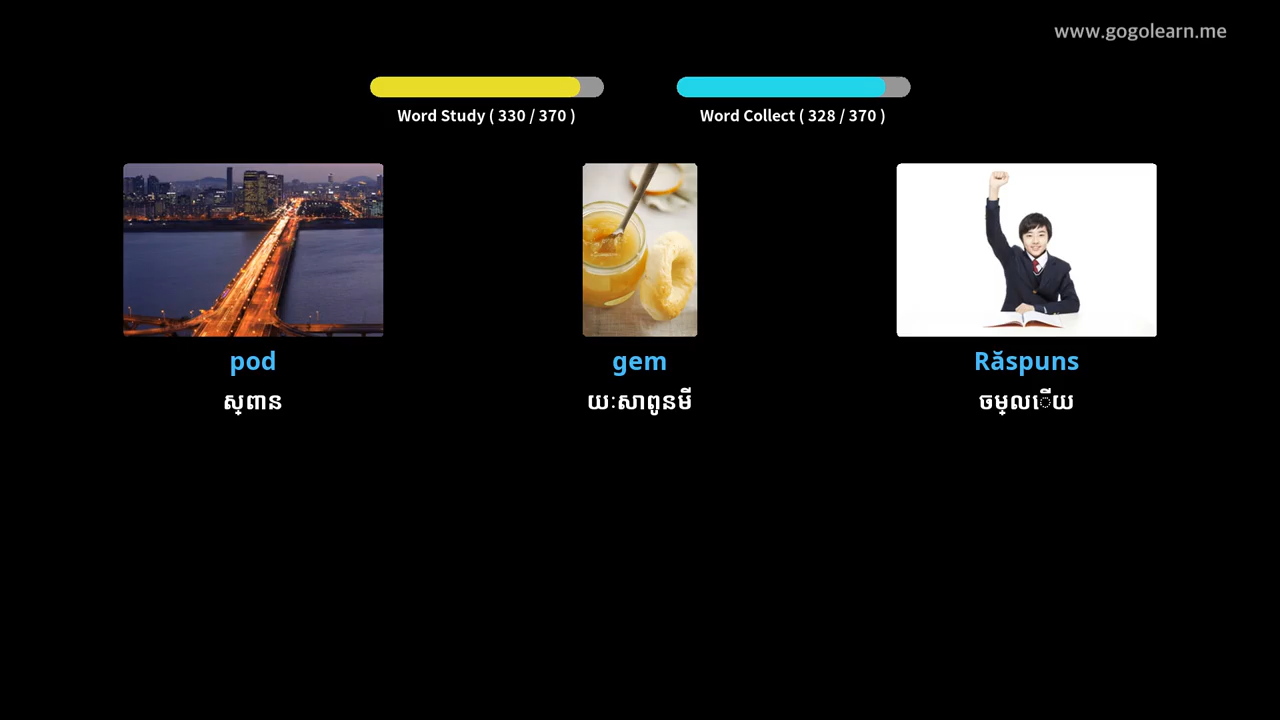 www.gogolearn.me
Word Study ( 330 / 370 )
Word Collect ( 328 / 370 )
pod
gem
Răspuns
ស្ពាន
យៈសាពូនមី
ចម្លើយ